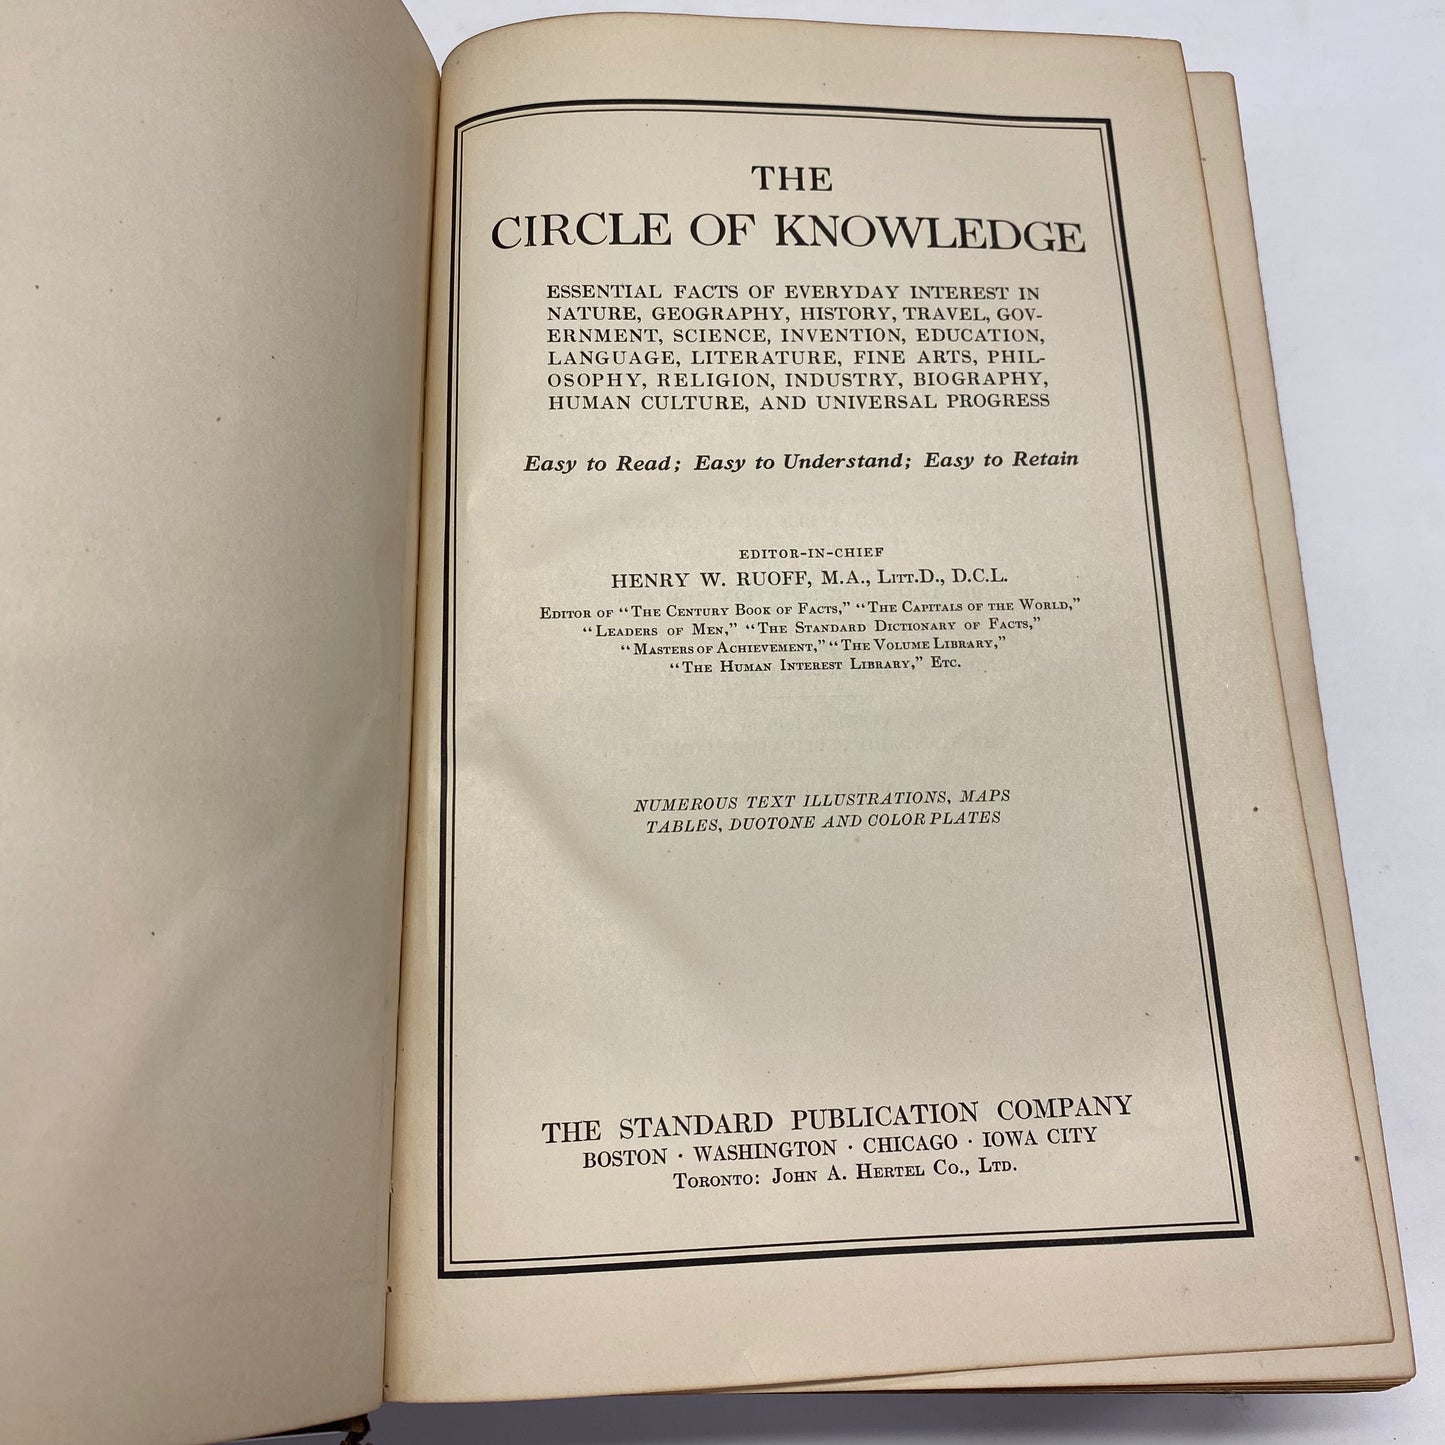 THE
CIRCLE OF KNOWLEDGE
ESSENTIAL FACTS OF EVERYDAY INTEREST IN
NATURE, GEOGRAPHY, HISTORY, TRAVEL, GOV-
ERNMENT, SCIENCE, INVENTION, EDUCATION,
LANGUAGE, LITERATURE, FINE ARTS, PHIL-
OSOPHY, RELIGION, INDUSTRY, BIOGRAPHY,
HUMAN CULTURE, AND UNIVERSAL PROGRESS
Easy to Read; Easy to Understand; Easy to Retain
EDITOR-IN-CHIEF
HENRY W. RUOFF, M.A., LITT.D., D.C.L.
EDITOR OF "THE CENTURY BOOK OF FACTS," "THE CAPITALS OF THE WORLD,"
"LEADERS OF MEN," "THE STANDARD DICTIONARY OF FACTS,"
"MASTERS OF ACHIEVEMENT," "THE VOLUME LIBRARY,"
"THE HUMAN INTEREST LIBRARY," ETC.
NUMEROUS TEXT ILLUSTRATIONS, MAPS
TABLES, DUOTONE AND COLOR PLATES
THE STANDARD PUBLICATION COMPANY
BOSTON · WASHINGTON · CHICAGO · IOWA CITY
TORONTO: JOHN A. HERTEL CO., LTD.